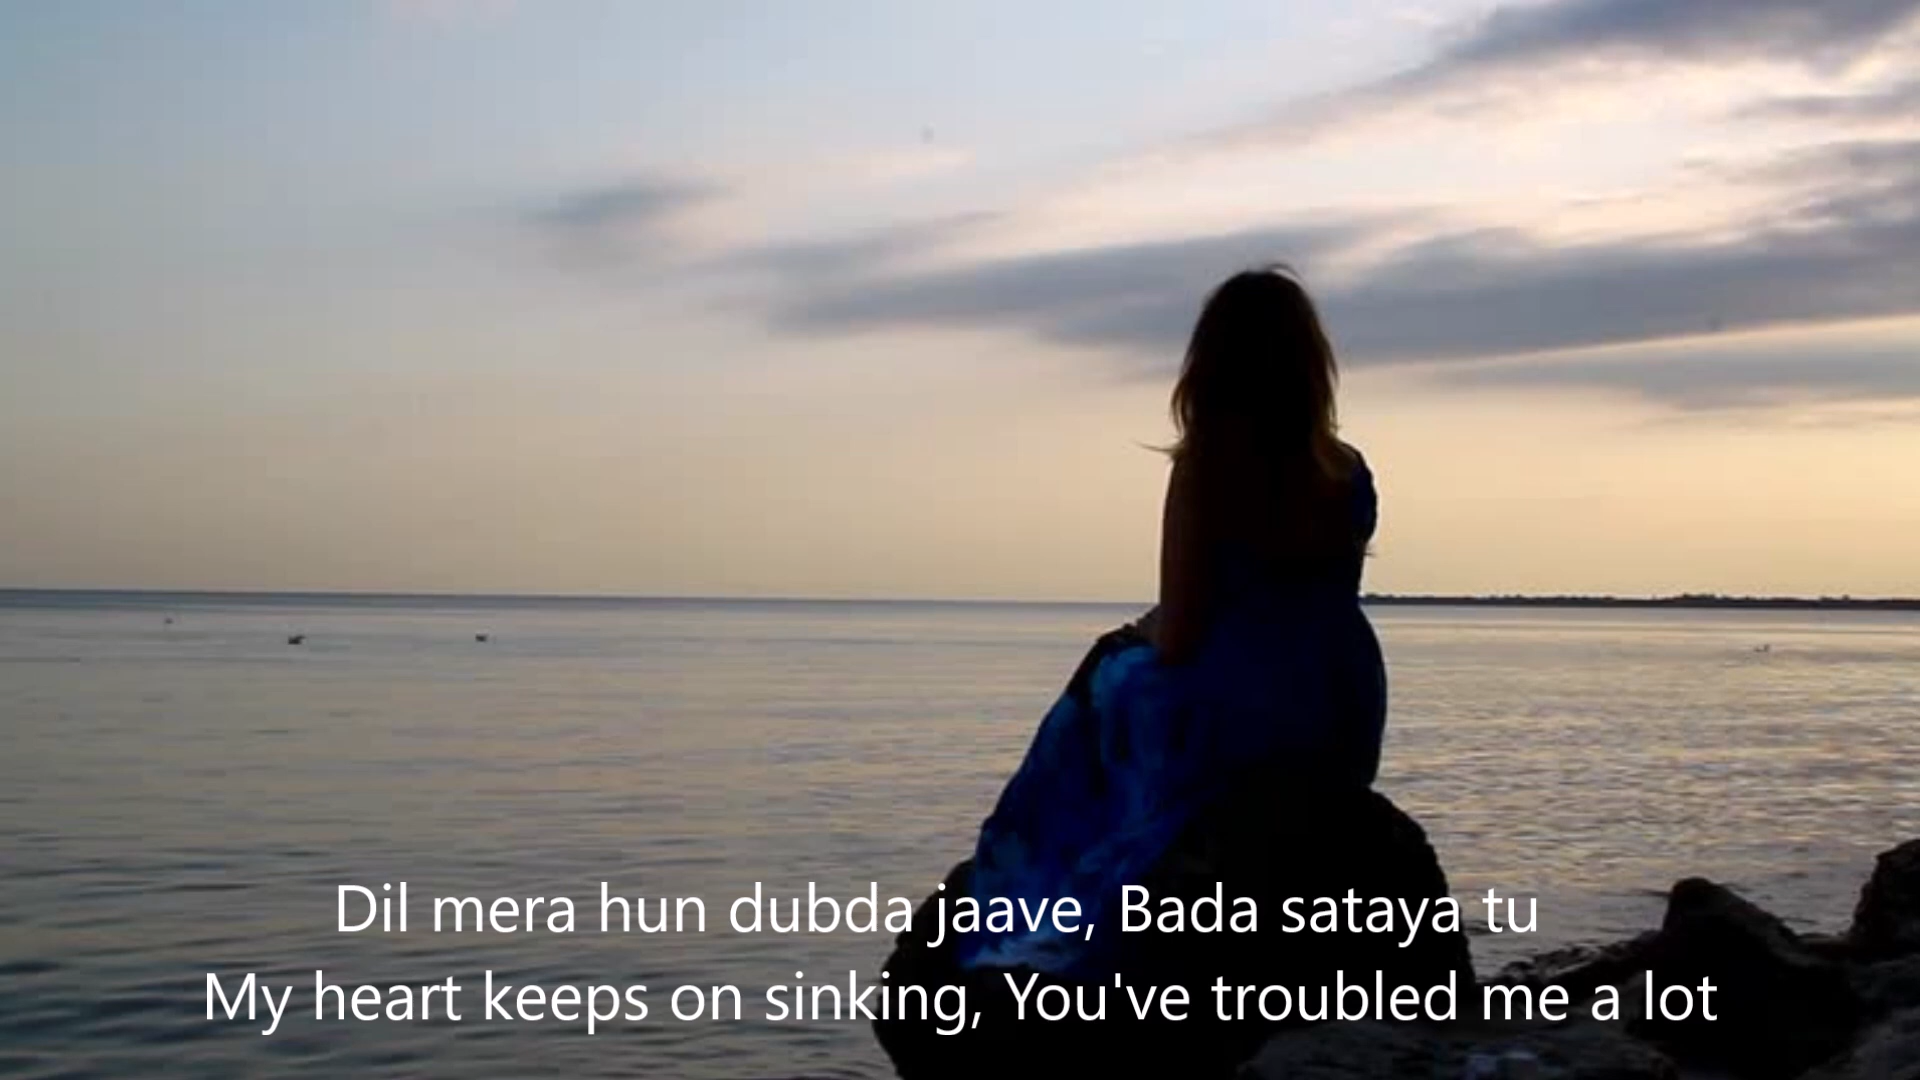 Dil mera hun dubda jaave, Bada sataya tu
My heart keeps on sinking, You've troubled me a lot